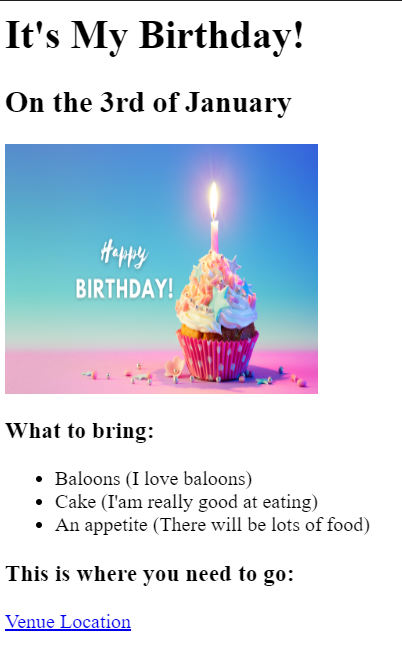 It's My Birthday!
On the 3rd of January
Happy
BIRTHDAY!
What to bring:
Baloons (I love baloons)
Cake (I'am really good at eating)
An appetite (There will be lots of food)
This is where you need to go:
Venue Location